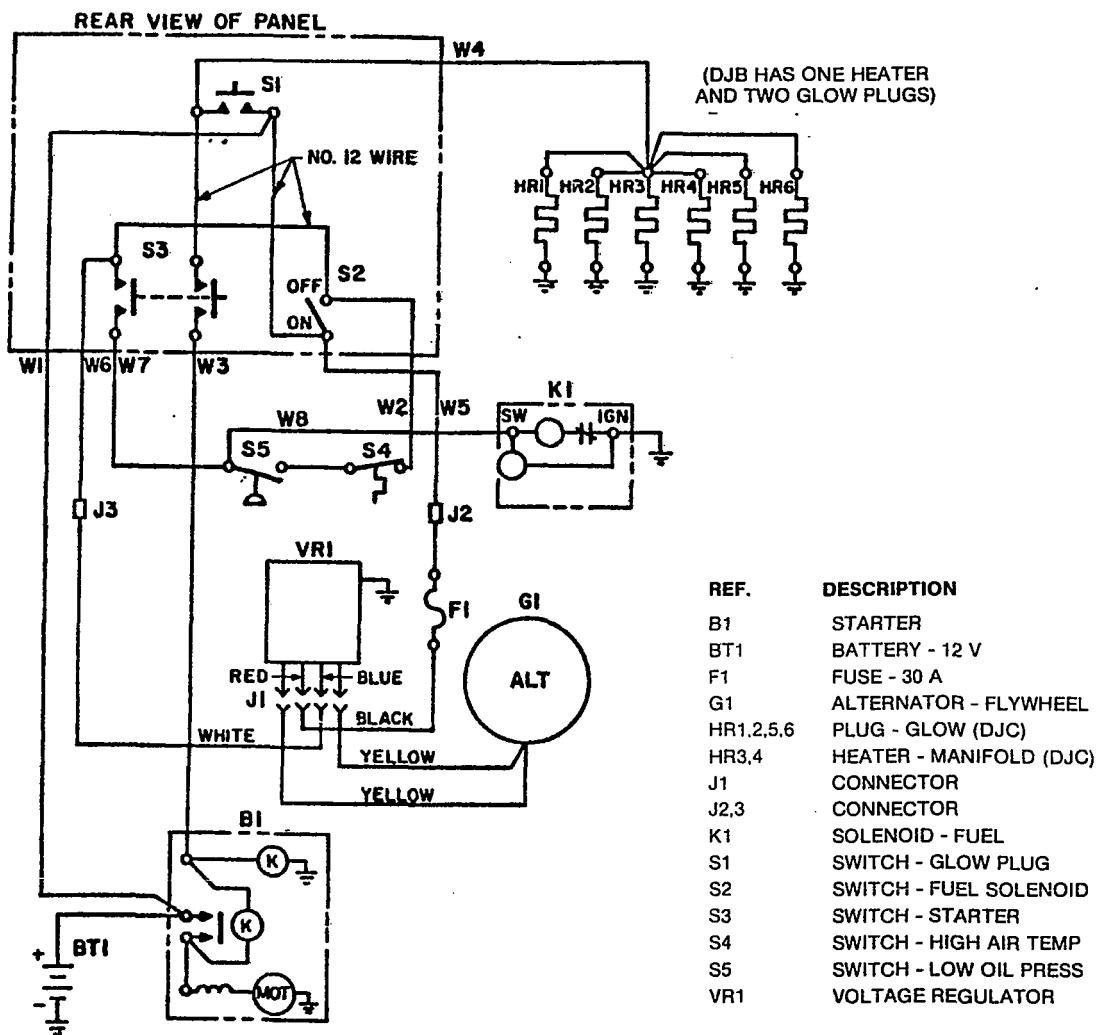 REAR VIEW OF PANEL
W4
(DJB HAS ONE HEATER
AND TWO GLOW PLUGS)
S1
NO. 12 WIRE
HR1 HR2 HR3 HR4 HR5 HR6
S3
S2
OFF
ON
W1 W6 W7 W3
W2 W5
K1
W8
SW IGN
S5 S4
J3
J2
VR1
F1
G1
RED BLUE
J1
ALT
BLACK
WHITE
YELLOW
YELLOW
B1
K
K
+
BT1
-
MOT
REF. DESCRIPTION
B1 STARTER
BT1 BATTERY - 12 V
F1 FUSE - 30 A
G1 ALTERNATOR - FLYWHEEL
HR1,2,5,6 PLUG - GLOW (DJC)
HR3,4 HEATER - MANIFOLD (DJC)
J1 CONNECTOR
J2,3 CONNECTOR
K1 SOLENOID - FUEL
S1 SWITCH - GLOW PLUG
S2 SWITCH - FUEL SOLENOID
S3 SWITCH - STARTER
S4 SWITCH - HIGH AIR TEMP
S5 SWITCH - LOW OIL PRESS
VR1 VOLTAGE REGULATOR